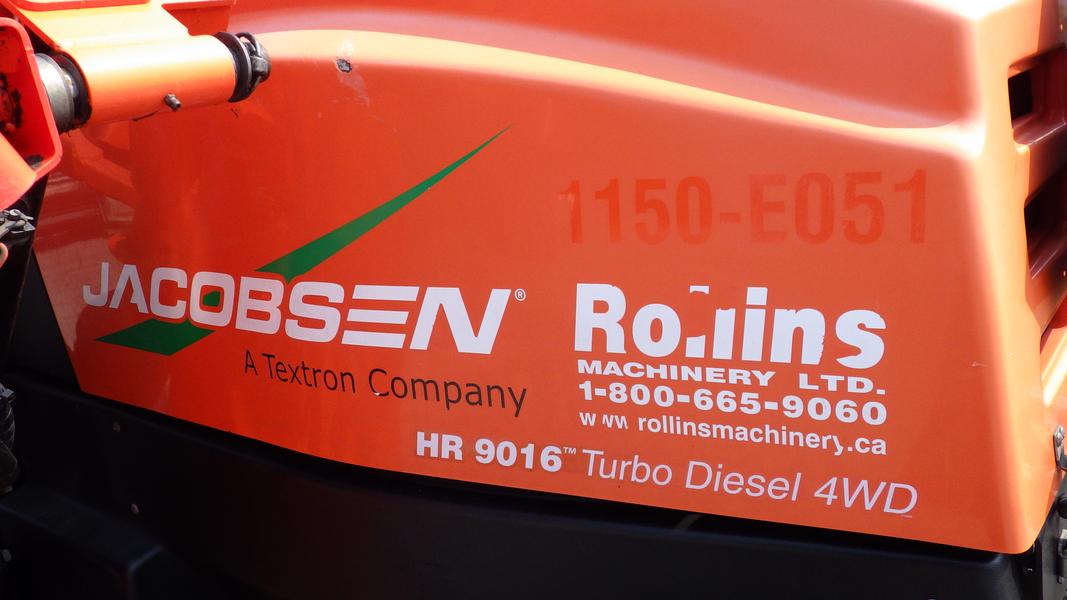 1150-E051
JACOBSEN®
A Textron Company
Rollins
MACHINERY LTD.
1-800-665-9060
www rollinsmachinery.ca
HR 9016™ Turbo Diesel 4WD